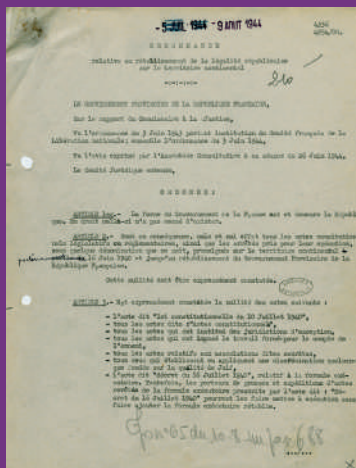 -5 JUIL 1944 - 9 AOUT 1944
ORDONNANCE
relative au rétablissement de la légalité républicaine
sur le territoire continental
210
LE GOUVERNEMENT PROVISOIRE DE LA REPUBLIQUE FRANÇAISE,
Sur le rapport du Commissaire à la Justice,
Vu l'ordonnance du 3 Juin 1943 portant institution du Comité Français de la
Libération nationale; ensemble l'ordonnance du 3 Juin 1944,
Vu l'avis exprimé par l'Assemblée Consultative à sa séance du 26 Juin 1944.
Le Comité Juridique entendu,
ORDONNE:
ARTICLE 1er.- La forme du Gouvernement de la France est et demeure la République. En droit celle-ci n'a pas cessé d'exister.
ARTICLE 2.- Sont en conséquence, nuls et de nul effet tous les actes constitutionnels
législatifs ou réglementaires, ainsi que les arrêtés pris pour leur exécution,
sous quelque dénomination que ce soit, promulgués sur le territoire continental
16 Juin 1940 et jusqu'au rétablissement du Gouvernement Provisoire de la
République Française.
Cette nullité doit être expressément constatée.
ARTICLE 3.- Est expressément constatée la nullité des actes suivants :
- l'acte dit "loi constitutionnelle du 10 Juillet 1940",
- tous les actes dits "actes constitutionnels",
- tous les actes qui ont institué des juridictions d'exception,
- tous les actes qui ont imposé le travail forcé pour le compte de
l'ennemi,
- tous les actes relatifs aux associations dites secrètes,
- tous ceux qui établissent ou appliquent une discrimination quelconque
fondée sur la qualité de Juif,
- l'acte dit "décret du 16 Juillet 1940", relatif à la formule exécutoire. Toutefois, les porteurs de grosses et expéditions d'actes
revêtus de la formule exécutoire prescrite par l'acte dit : "décret du 16 Juillet 1940" pourront les faire mettre à exécution sans
faire ajouter la formule exécutoire rétablie.